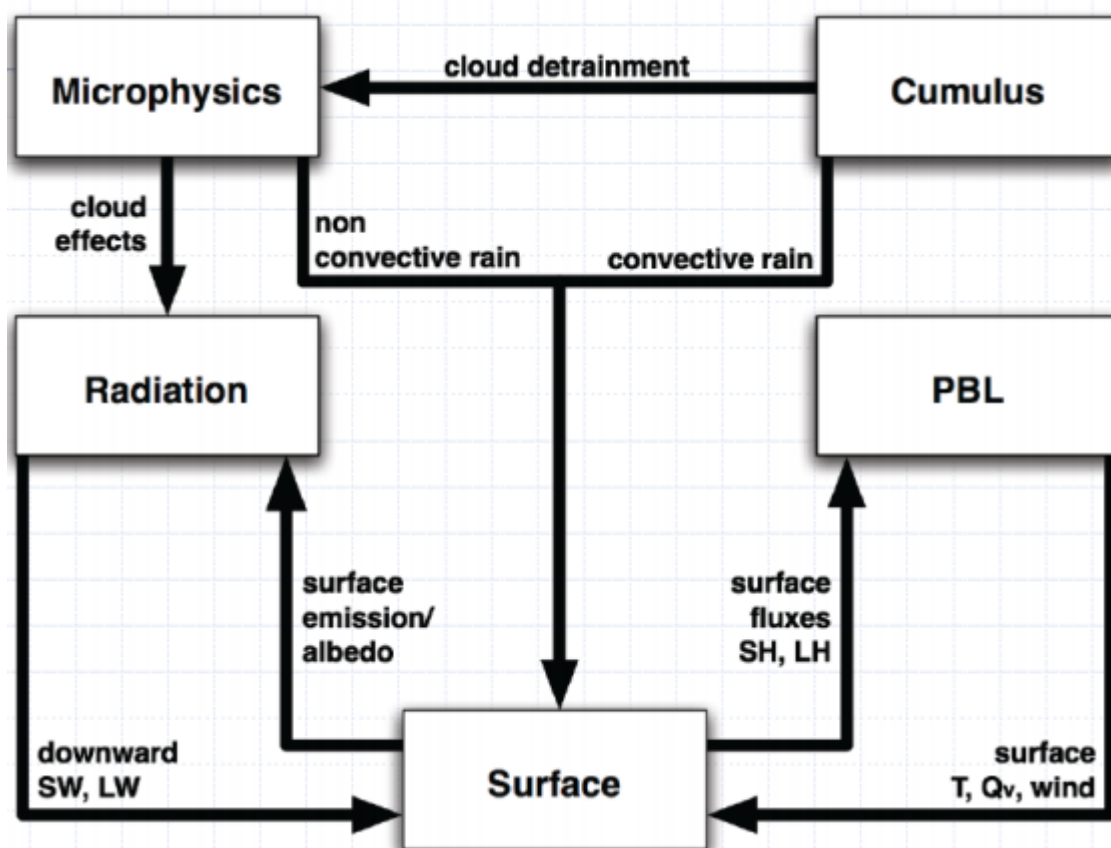 Microphysics
cloud detrainment
Cumulus
cloud
effects
non
convective rain
convective rain
Radiation
PBL
surface
emission/
albedo
surface
fluxes
SH, LH
downward
SW, LW
Surface
surface
T, Qv, wind